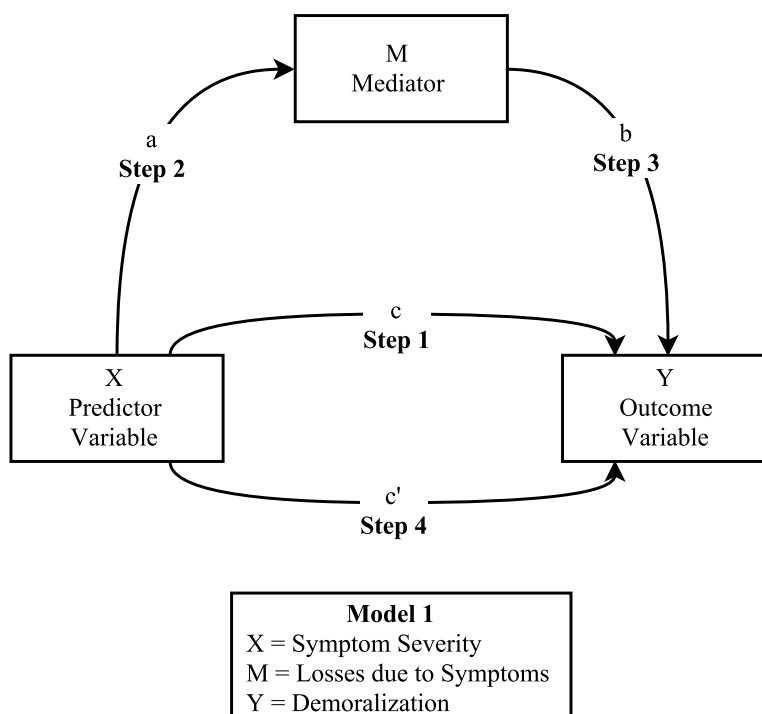 M
Mediator
a
Step 2
b
Step 3
c
Step 1
X
Predictor
Variable
Y
Outcome
Variable
c'
Step 4
Model 1
X = Symptom Severity
M = Losses due to Symptoms
Y = Demoralization